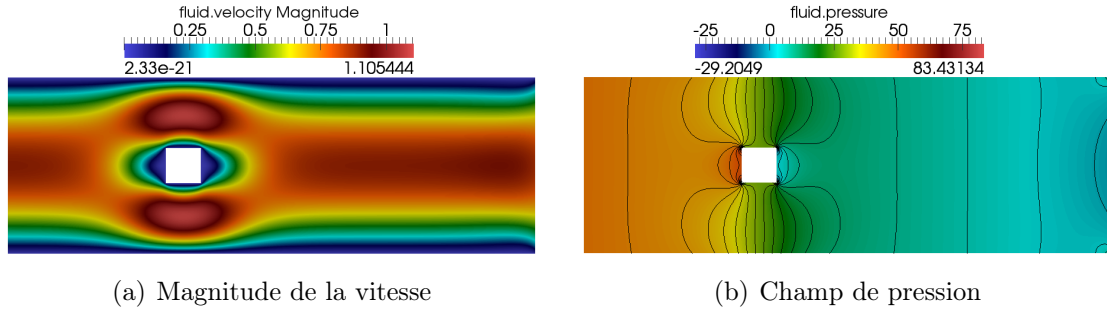 fluid.velocity Magnitude
0.25 0.5 0.75 1
2.33e-21 1.105444
(a) Magnitude de la vitesse
fluid.pressure
-25 0 25 50 75
-29.2049 83.43134
(b) Champ de pression